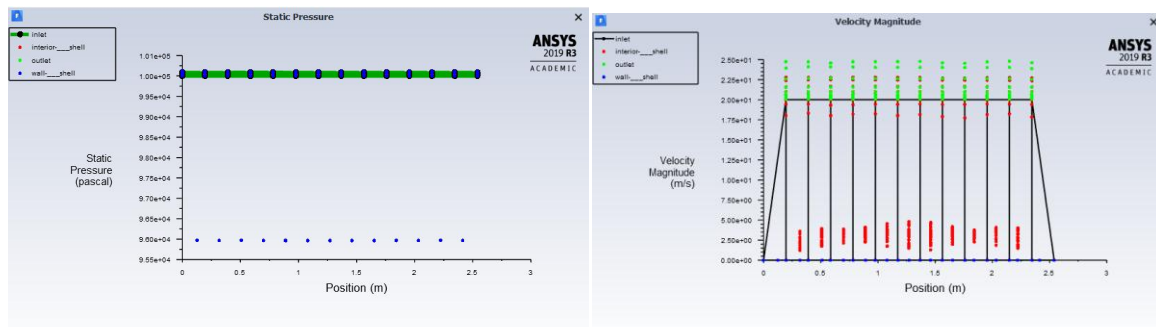 Static Pressure
inlet
interior-___shell
outlet
wall-___shell
ANSYS
2019 R3
ACADEMIC
1.01e+05
1.00e+05
9.95e+04
9.90e+04
9.85e+04
9.80e+04
9.75e+04
9.70e+04
9.65e+04
9.60e+04
9.55e+04
Static
Pressure
(pascal)
0
0.5
1
1.5
2
2.5
3
Position (m)
Velocity Magnitude
inlet
interior-___shell
outlet
wall-___shell
ANSYS
2019 R3
ACADEMIC
2.50e+01
2.25e+01
2.00e+01
1.75e+01
1.50e+01
1.25e+01
1.00e+01
7.50e+00
5.00e+00
2.50e+00
0.00e+00
Velocity
Magnitude
(m/s)
0
0.5
1
1.5
2
2.5
3
Position (m)